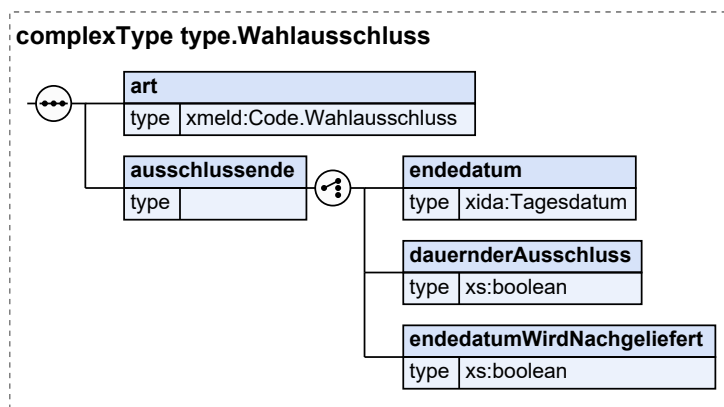 complexType type.Wahlausschluss
art
type xmeld:Code.Wahlausschluss
ausschlussende
type
endedatum
type xida:Tagesdatum
dauernderAusschluss
type xs:boolean
endedatumWirdNachgeliefert
type xs:boolean